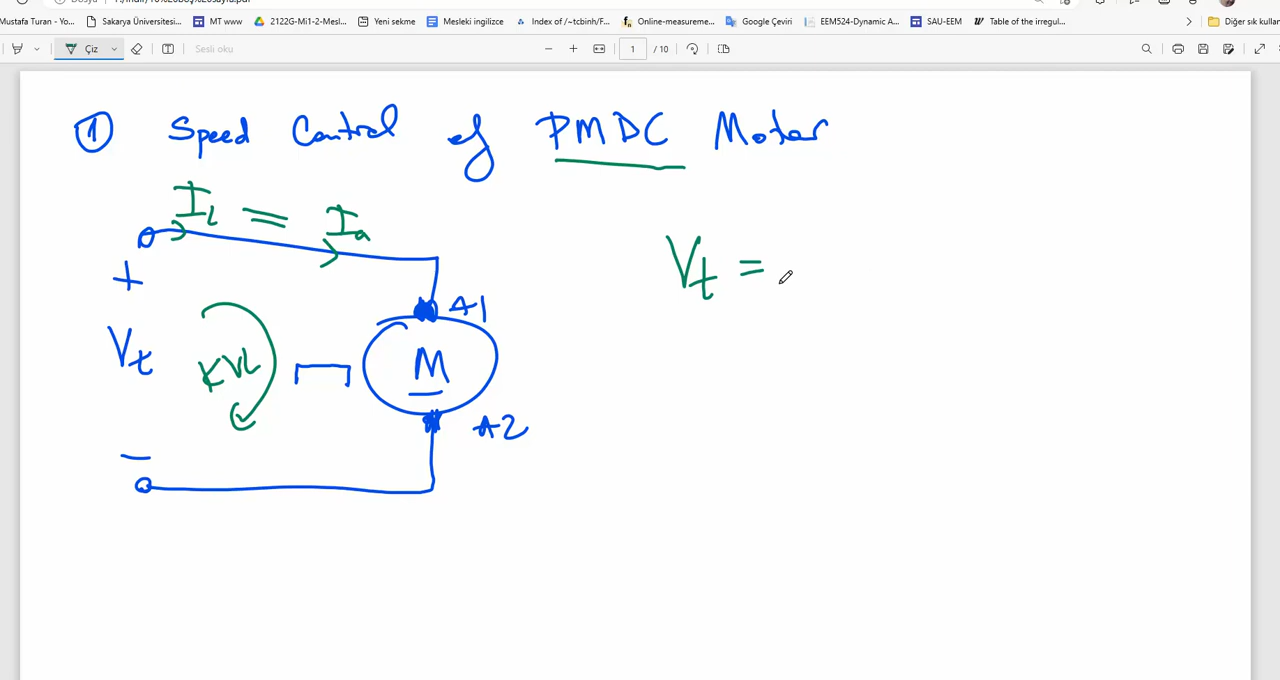 Mustafa Turan - Yo... Sakarya Üniversitesi... MT WT 2122G-Mi1-2-Mesl... Yeni sekme Mesleki ingilizce Index of /~tcbinh/F... Online-measureme... Google Çeviri EEM524-Dynamic A... SAU-EEM Table of the irregul... Diğer sık kullan
Çiz Sesli oku 1 / 10
① Speed Control of PMDC Motor
IL = Ia
+
Vt =
A1
Vt
KVL
M
A2
−